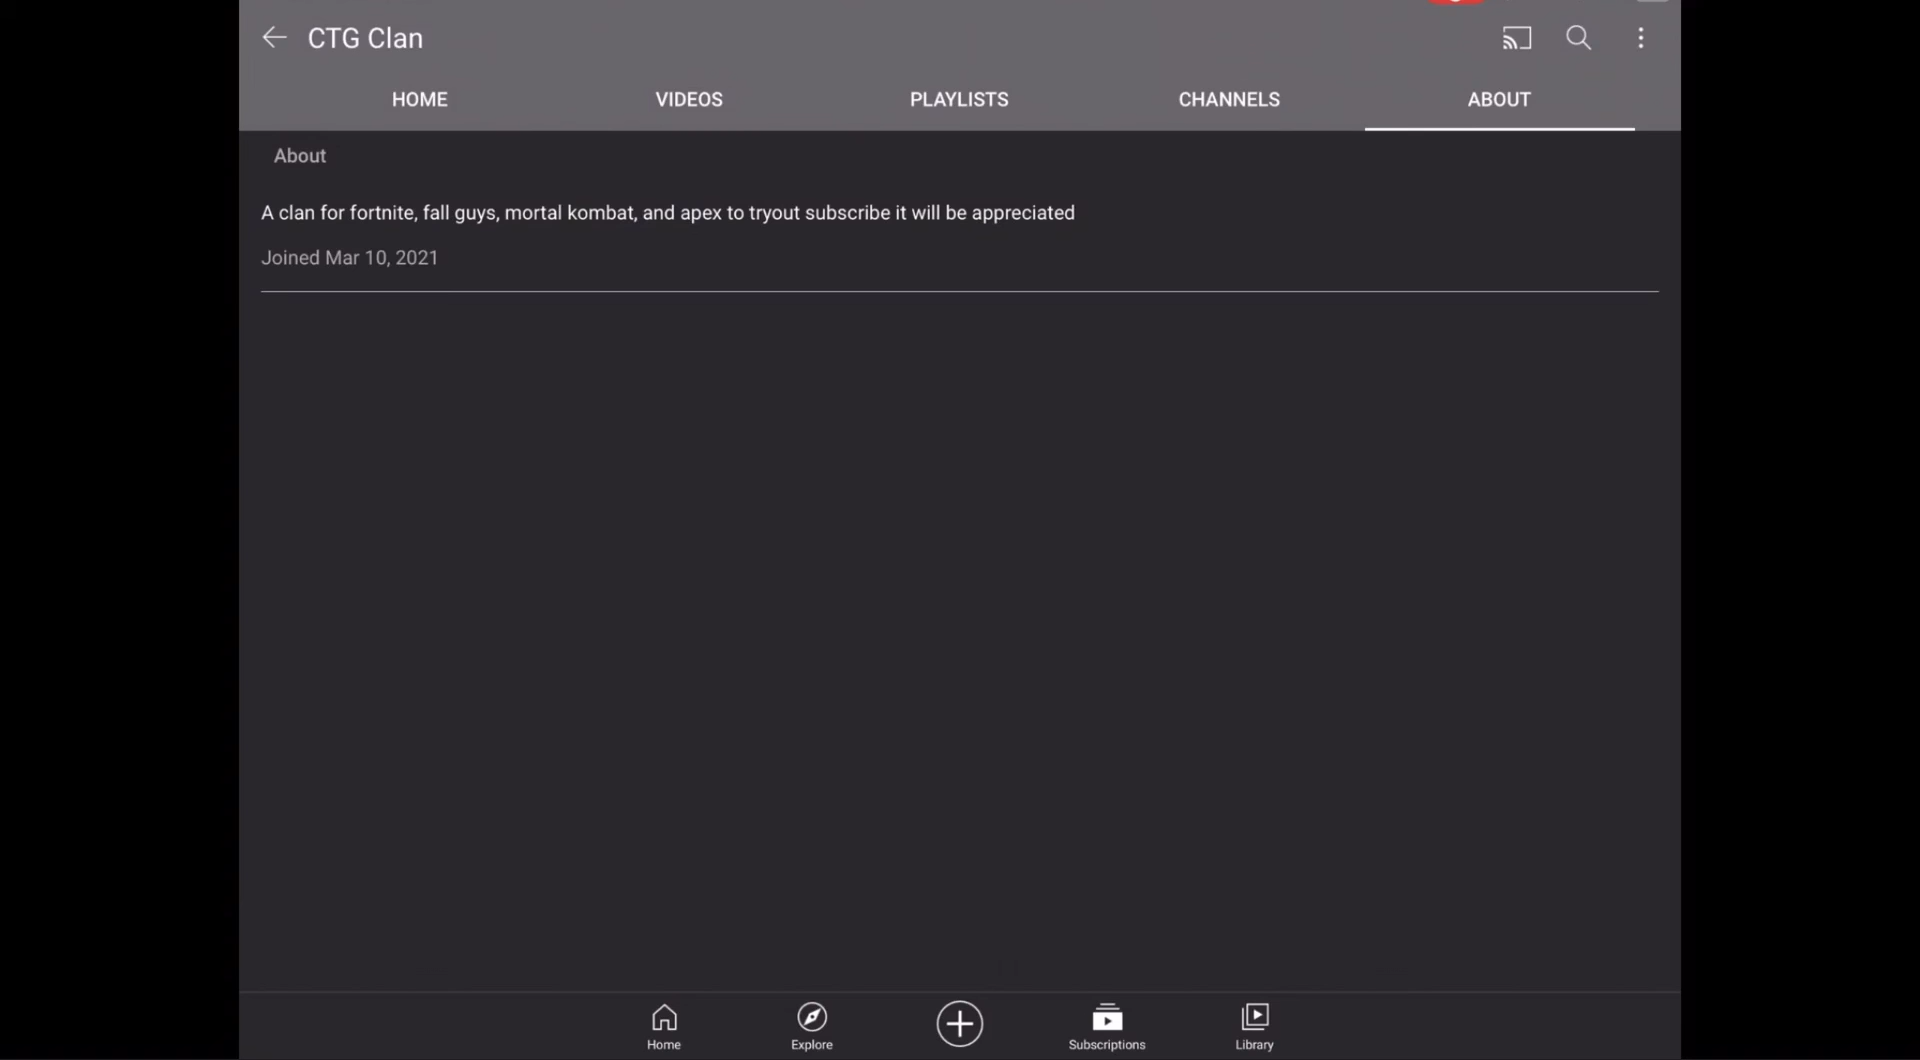 CTG Clan
HOME
VIDEOS
PLAYLISTS
CHANNELS
ABOUT
About
A clan for fortnite, fall guys, mortal kombat, and apex to tryout subscribe it will be appreciated
Joined Mar 10, 2021
Home
Explore
Subscriptions
Library